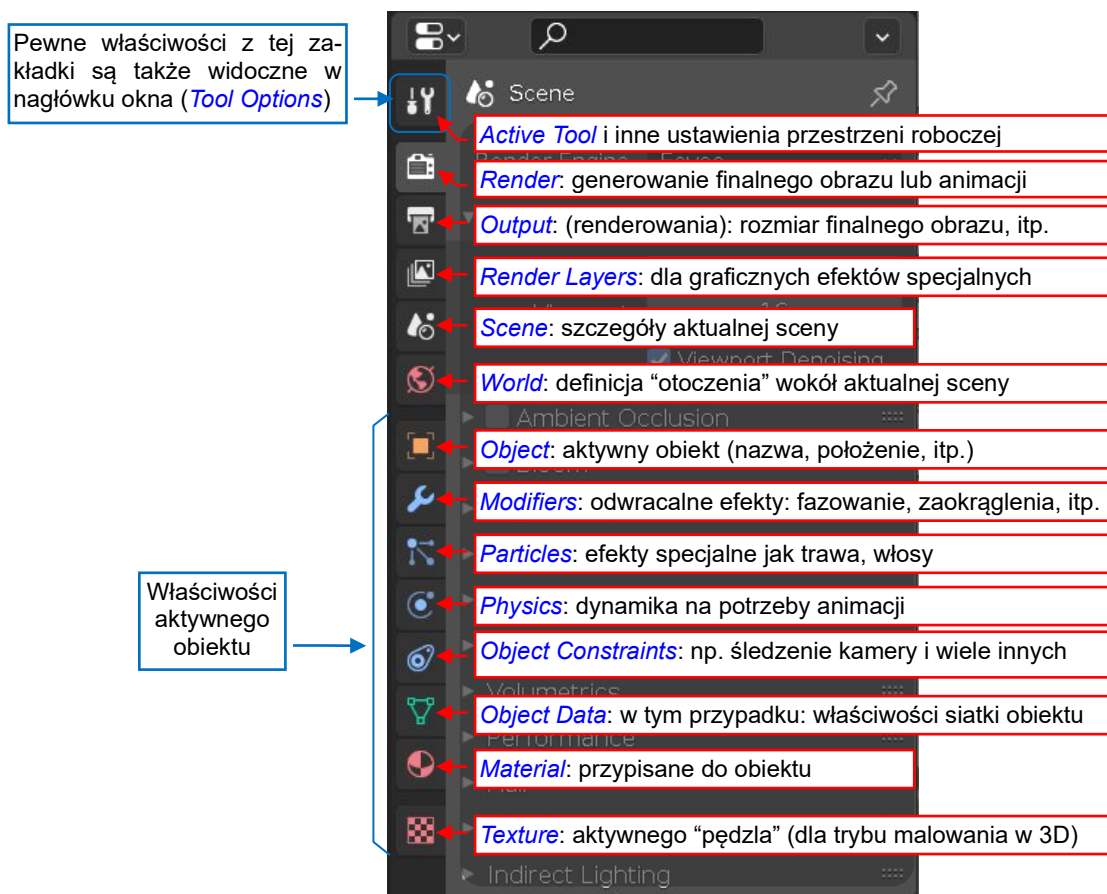 Pewne właściwości z tej za-
kładki są także widoczne w
nagłówku okna (Tool Options)
Scene
Active Tool i inne ustawienia przestrzeni roboczej
Render Engine Eevee
Render: generowanie finalnego obrazu lub animacji
Output: (renderowania): rozmiar finalnego obrazu, itp.
Render Layers: dla graficznych efektów specjalnych
Scene: szczegóły aktualnej sceny
Viewport Denoising
World: definicja “otoczenia” wokół aktualnej sceny
Ambient Occlusion
Object: aktywny obiekt (nazwa, położenie, itp.)
Bloom
Modifiers: odwracalne efekty: fazowanie, zaokrąglenia, itp.
Particles: efekty specjalne jak trawa, włosy
Właściwości
aktywnego
obiektu
Physics: dynamika na potrzeby animacji
Object Constraints: np. śledzenie kamery i wiele innych
Volumetrics
Object Data: w tym przypadku: właściwości siatki obiektu
Performance
Material: przypisane do obiektu
Texture: aktywnego “pędzla” (dla trybu malowania w 3D)
Indirect Lighting